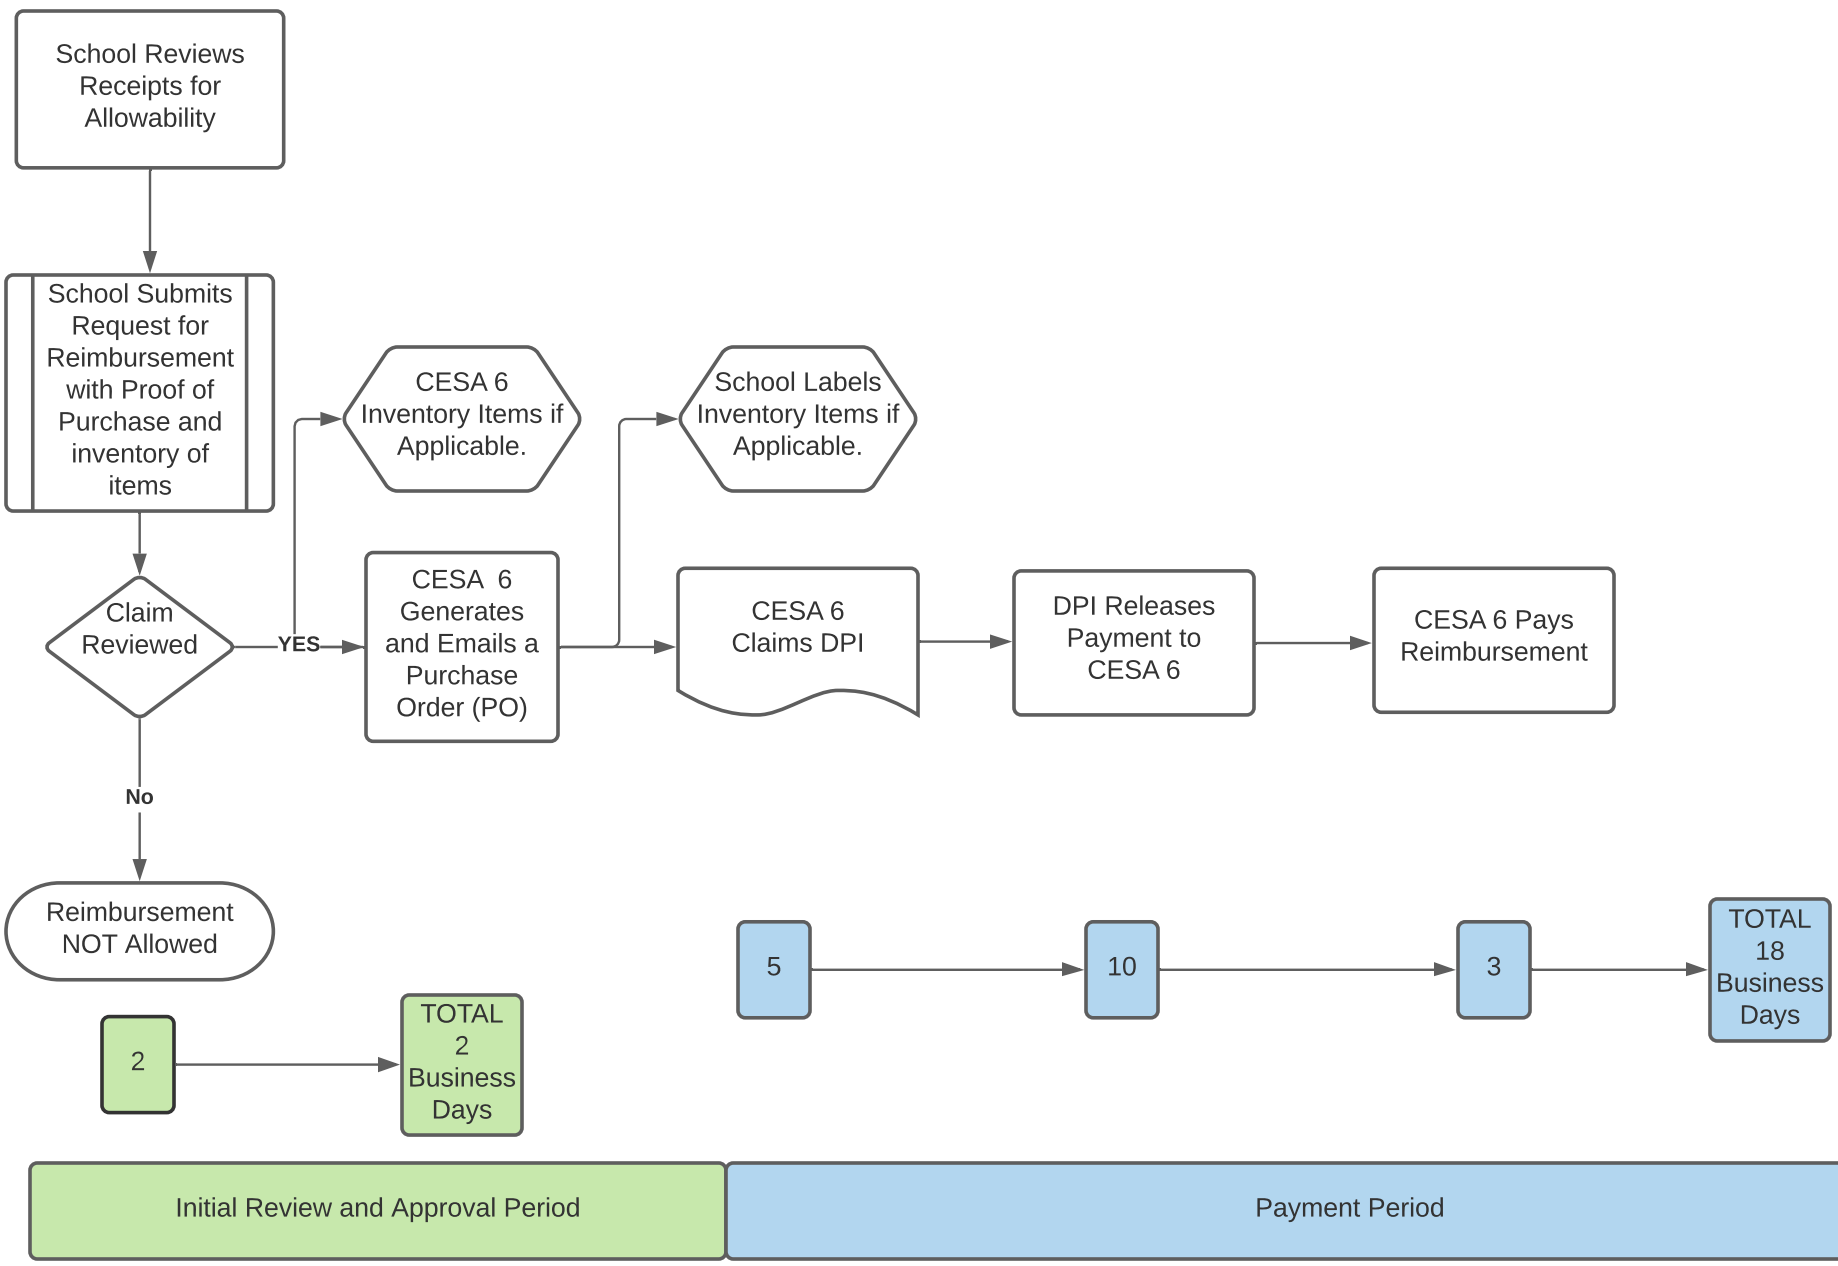 School Reviews
Receipts for
Allowability
School Submits
Request for
Reimbursement
with Proof of
Purchase and
inventory of
items
CESA 6
Inventory Items if
Applicable.
School Labels
Inventory Items if
Applicable.
Claim
Reviewed
YES
CESA  6
Generates
and Emails a
Purchase
Order (PO)
CESA 6
Claims DPI
DPI Releases
Payment to
CESA 6
CESA 6 Pays
Reimbursement
No
Reimbursement
NOT Allowed
5
10
3
TOTAL
18
Business
Days
2
TOTAL
2
Business
Days
Initial Review and Approval Period
Payment Period